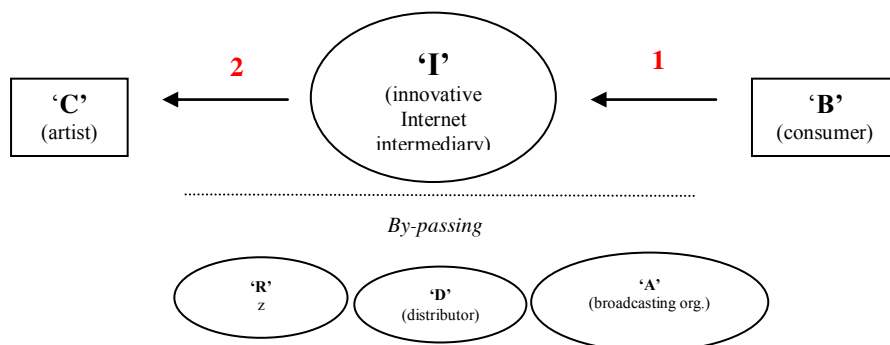 2
1
‘C’
(artist)
‘I’
(innovative
Internet
intermediary)
‘B’
(consumer)
By-passing
‘R’
z
‘D’
(distributor)
‘A’
(broadcasting org.)